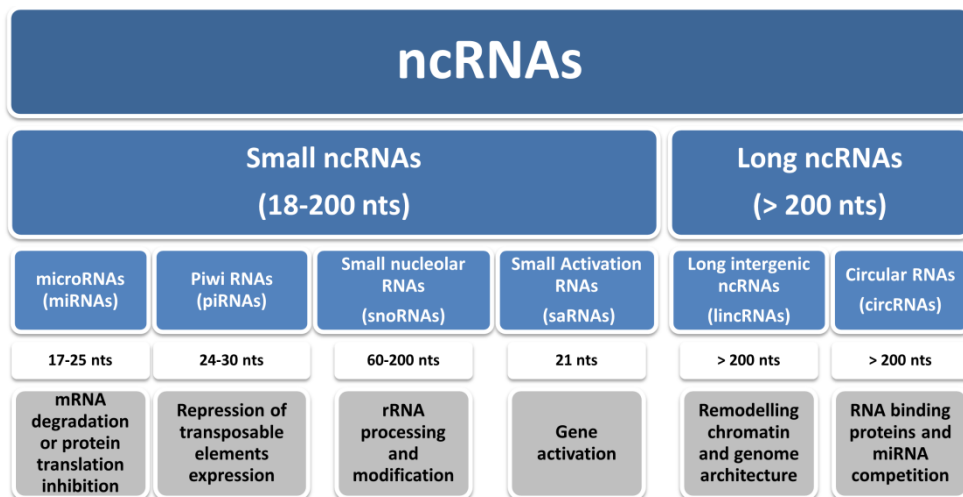 ncRNAs
Small ncRNAs
(18-200 nts)
Long ncRNAs
(> 200 nts)
microRNAs
(miRNAs)
Piwi RNAs
(piRNAs)
Small nucleolar
RNAs
(snoRNAs)
Small Activation
RNAs
(saRNAs)
Long intergenic
ncRNAs
(lincRNAs)
Circular RNAs
(circRNAs)
17-25 nts
24-30 nts
60-200 nts
21 nts
> 200 nts
> 200 nts
mRNA
degradation
or protein
translation
inhibition
Repression of
transposable
elements
expression
rRNA
processing
and
modification
Gene
activation
Remodelling
chromatin
and genome
architecture
RNA binding
proteins and
miRNA
competition